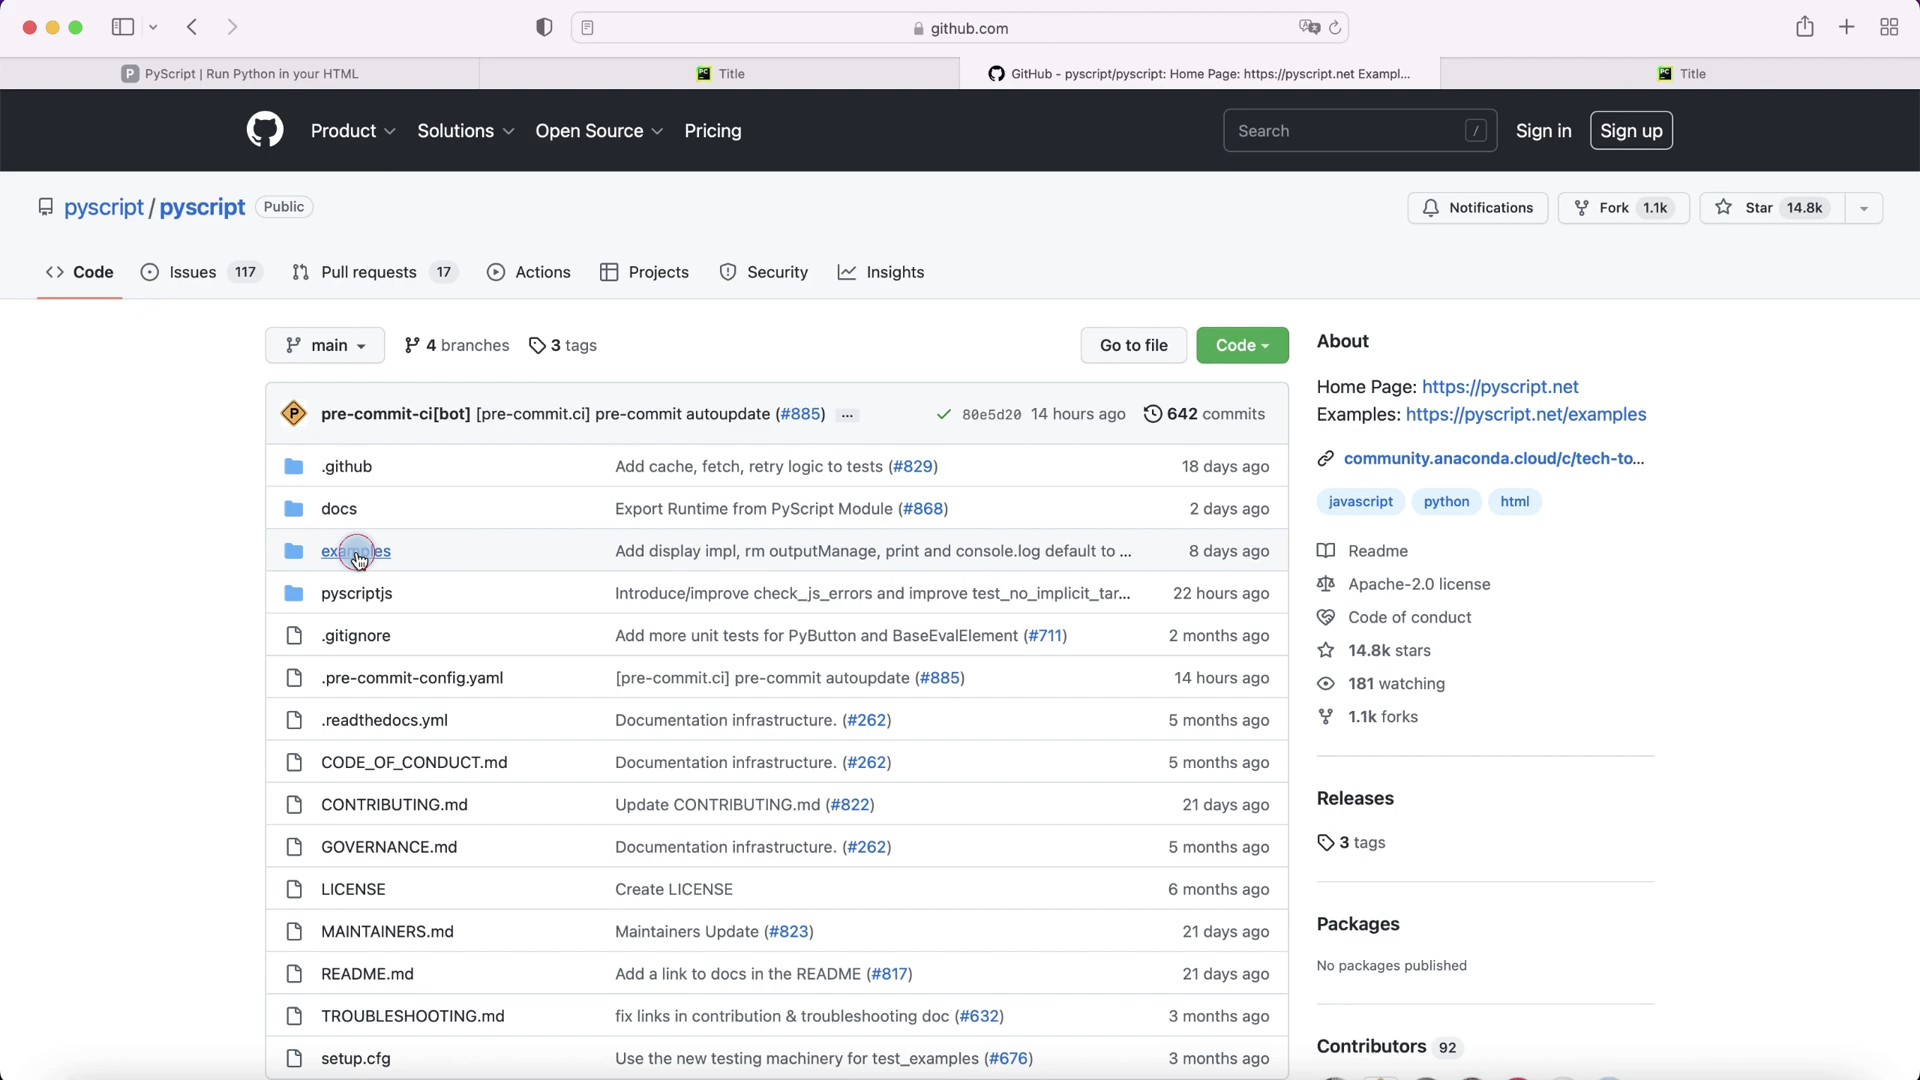 github.com
PyScript | Run Python in your HTML
Title
GitHub - pyscript/pyscript: Home Page: https://pyscript.net Exampl...
Title
Product Solutions Open Source Pricing
Search /
Sign in Sign up
pyscript / pyscript Public
Notifications Fork 1.1k Star 14.8k
Code Issues 117 Pull requests 17 Actions Projects Security Insights
main 4 branches 3 tags Go to file Code
pre-commit-ci[bot] [pre-commit.ci] pre-commit autoupdate (#885) ... 80e5d20 14 hours ago 642 commits
.github Add cache, fetch, retry logic to tests (#829) 18 days ago
docs Export Runtime from PyScript Module (#868) 2 days ago
examples Add display impl, rm outputManage, print and console.log default to ... 8 days ago
pyscriptjs Introduce/improve check_js_errors and improve test_no_implicit_tar... 22 hours ago
.gitignore Add more unit tests for PyButton and BaseEvalElement (#711) 2 months ago
.pre-commit-config.yaml [pre-commit.ci] pre-commit autoupdate (#885) 14 hours ago
.readthedocs.yml Documentation infrastructure. (#262) 5 months ago
CODE_OF_CONDUCT.md Documentation infrastructure. (#262) 5 months ago
CONTRIBUTING.md Update CONTRIBUTING.md (#822) 21 days ago
GOVERNANCE.md Documentation infrastructure. (#262) 5 months ago
LICENSE Create LICENSE 6 months ago
MAINTAINERS.md Maintainers Update (#823) 21 days ago
README.md Add a link to docs in the README (#817) 21 days ago
TROUBLESHOOTING.md fix links in contribution & troubleshooting doc (#632) 3 months ago
setup.cfg Use the new testing machinery for test_examples (#676) 3 months ago
About
Home Page: https://pyscript.net
Examples: https://pyscript.net/examples
community.anaconda.cloud/c/tech-to...
javascript python html
Readme
Apache-2.0 license
Code of conduct
14.8k stars
181 watching
1.1k forks
Releases
3 tags
Packages
No packages published
Contributors 92